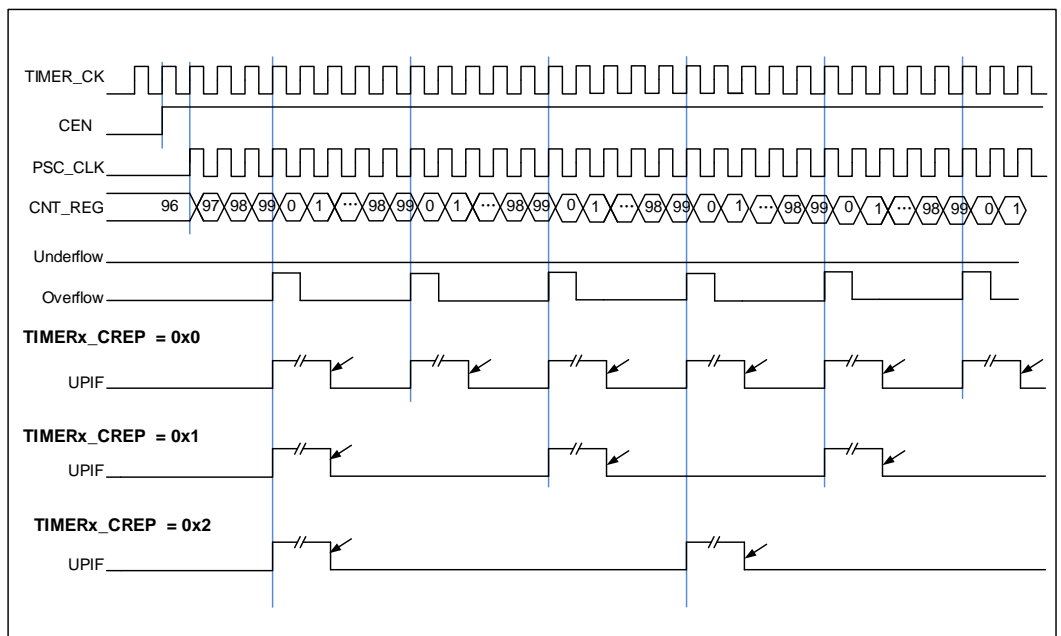 TIMER_CK
CEN
PSC_CLK
CNT_REG 96 97 98 99 0 1 ... 98 99 0 1 ... 98 99 0 1 ... 98 99 0 1 ... 98 99 0 1 ... 98 99 0 1
Underflow
Overflow
TIMERx_CREP = 0x0
UPIF
TIMERx_CREP = 0x1
UPIF
TIMERx_CREP = 0x2
UPIF